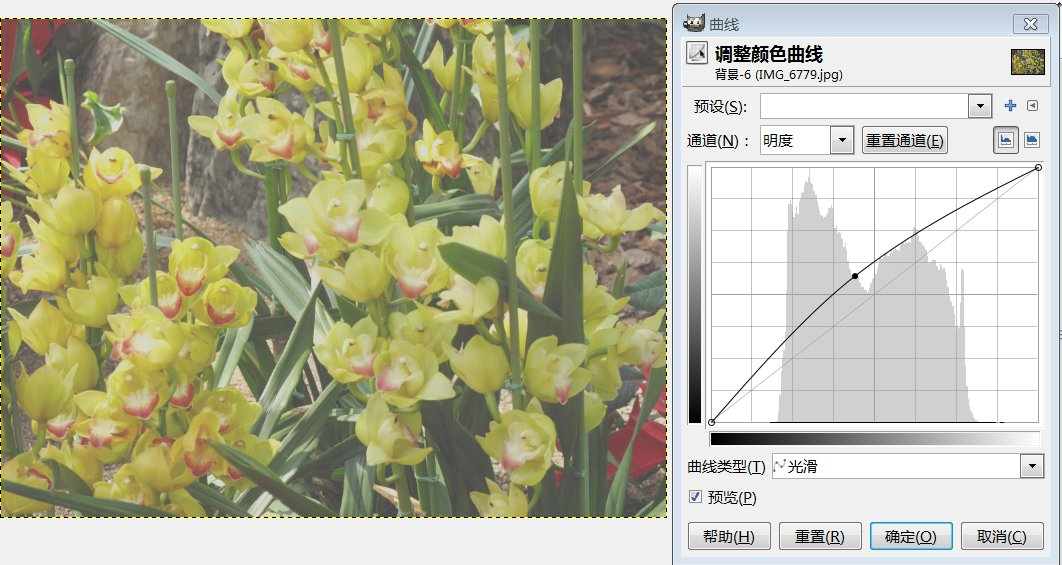 曲线
调整颜色曲线
背景-6 (IMG_6779.jpg)
预设(S):
通道(N)： 明度 重置通道(E)
曲线类型(T) 光滑
预览(P)
帮助(H) 重置(R) 确定(O) 取消(C)